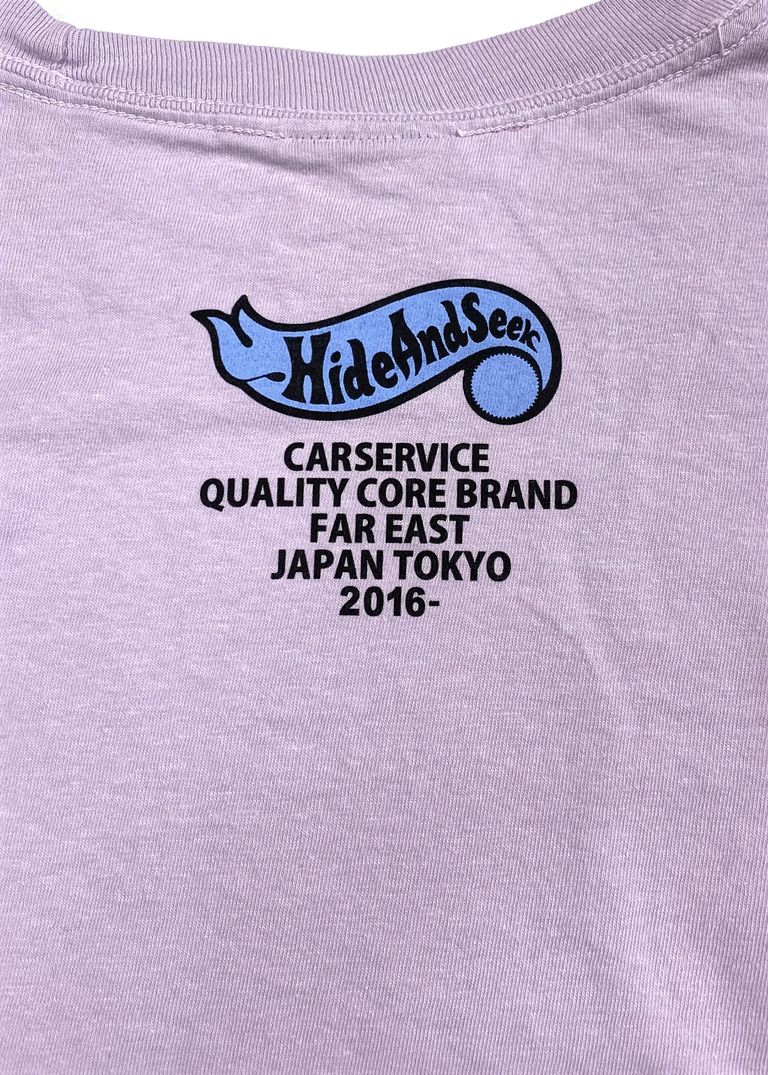 HideAndSeek
CARSERVICE
QUALITY CORE BRAND
FAR EAST
JAPAN TOKYO
2016-